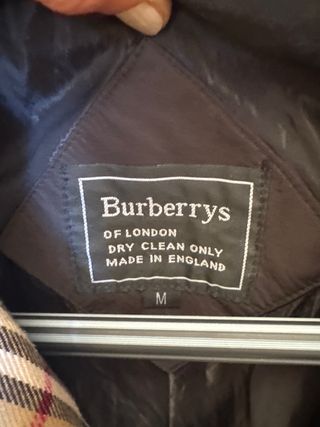 Burberrys
OF LONDON
DRY CLEAN ONLY
MADE IN ENGLAND
M